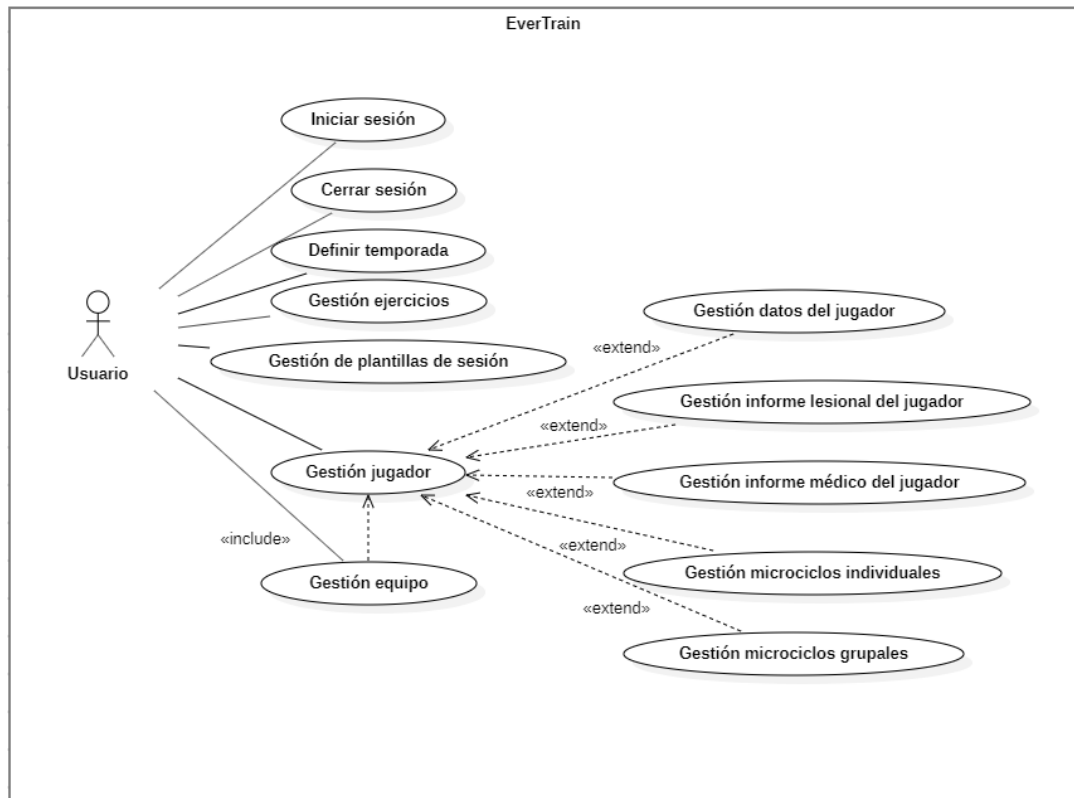 EverTrain
Iniciar sesión
Cerrar sesión
Definir temporada
Gestión ejercicios
Gestión de plantillas de sesión
Usuario
Gestión jugador
«include»
Gestión equipo
Gestión datos del jugador
«extend»
Gestión informe lesional del jugador
«extend»
Gestión informe médico del jugador
«extend»
«extend»
Gestión microciclos individuales
«extend»
Gestión microciclos grupales